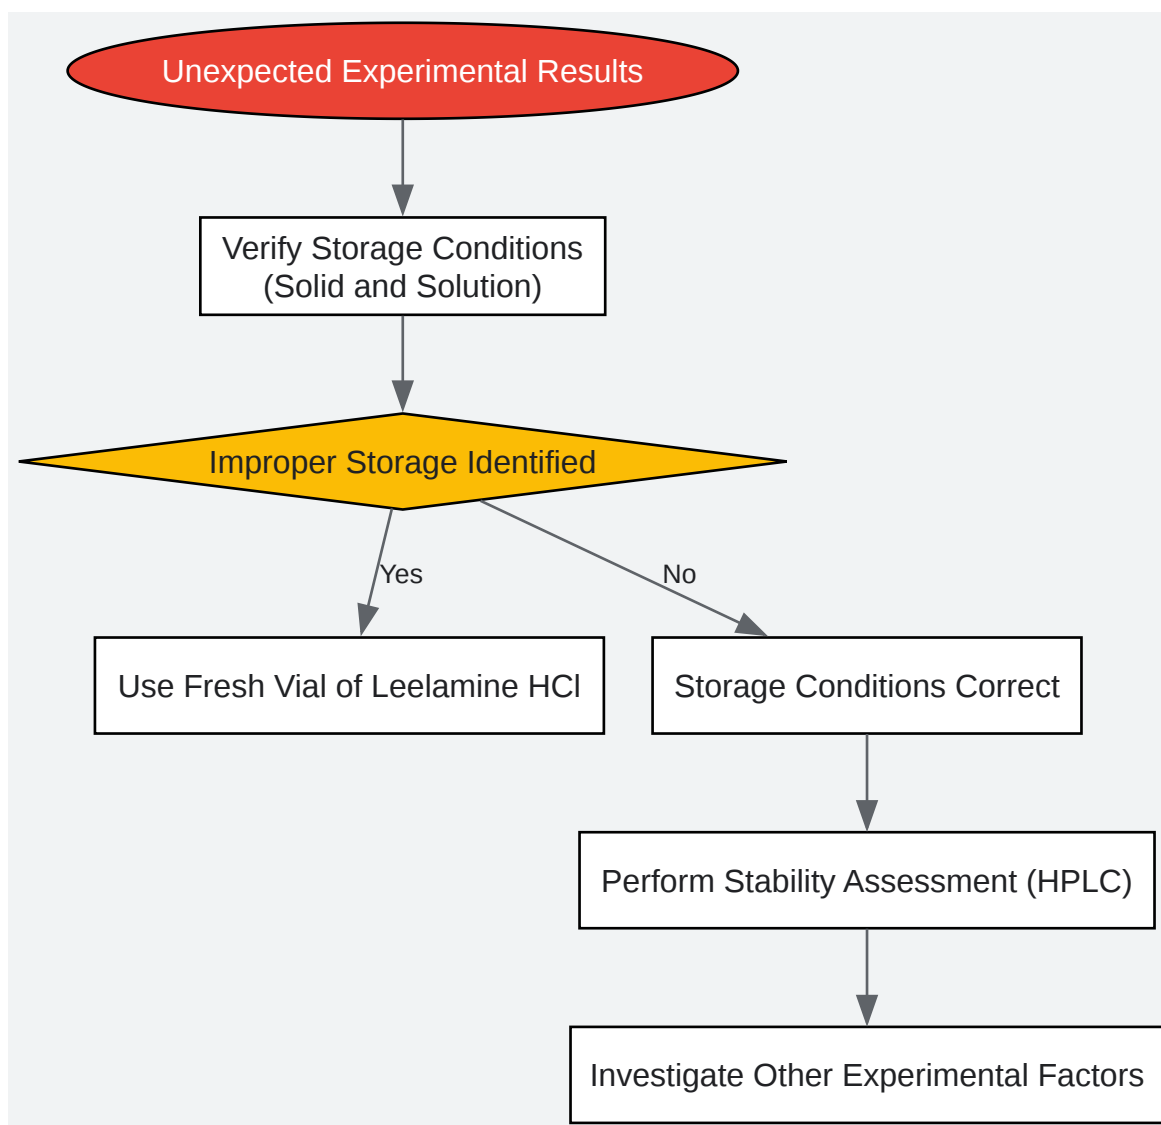 Unexpected Experimental Results
Verify Storage Conditions
(Solid and Solution)
Improper Storage Identified
Yes
No
Use Fresh Vial of Leelamine HCl
Storage Conditions Correct
Perform Stability Assessment (HPLC)
Investigate Other Experimental Factors